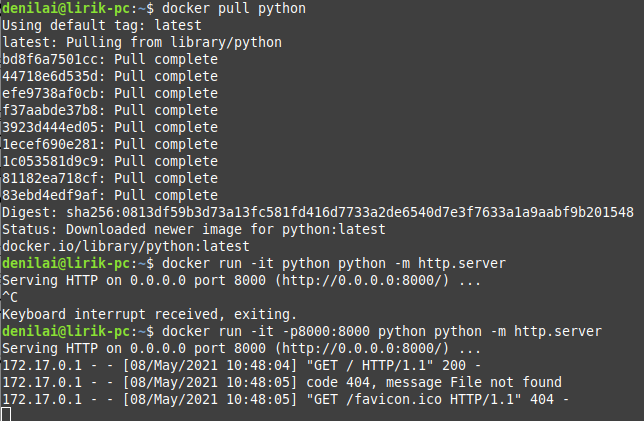 denilai@lirik-pc:~$ docker pull python
Using default tag: latest
latest: Pulling from library/python
bd8f6a7501cc: Pull complete
44718e6d535d: Pull complete
efe9738af0cb: Pull complete
f37aabde37b8: Pull complete
3923d444ed05: Pull complete
1ecef690e281: Pull complete
1c053581d9c9: Pull complete
81182ea718cf: Pull complete
83ebd4edf9af: Pull complete
Digest: sha256:0813df59b3d73a13fc581fd416d7733a2de6540d7e3f7633a1a9aabf9b201548
Status: Downloaded newer image for python:latest
docker.io/library/python:latest
denilai@lirik-pc:~$ docker run -it python python -m http.server
Serving HTTP on 0.0.0.0 port 8000 (http://0.0.0.0:8000/) ...
^C
Keyboard interrupt received, exiting.
denilai@lirik-pc:~$ docker run -it -p8000:8000 python python -m http.server
Serving HTTP on 0.0.0.0 port 8000 (http://0.0.0.0:8000/) ...
172.17.0.1 - - [08/May/2021 10:48:04] "GET / HTTP/1.1" 200 -
172.17.0.1 - - [08/May/2021 10:48:05] code 404, message File not found
172.17.0.1 - - [08/May/2021 10:48:05] "GET /favicon.ico HTTP/1.1" 404 -